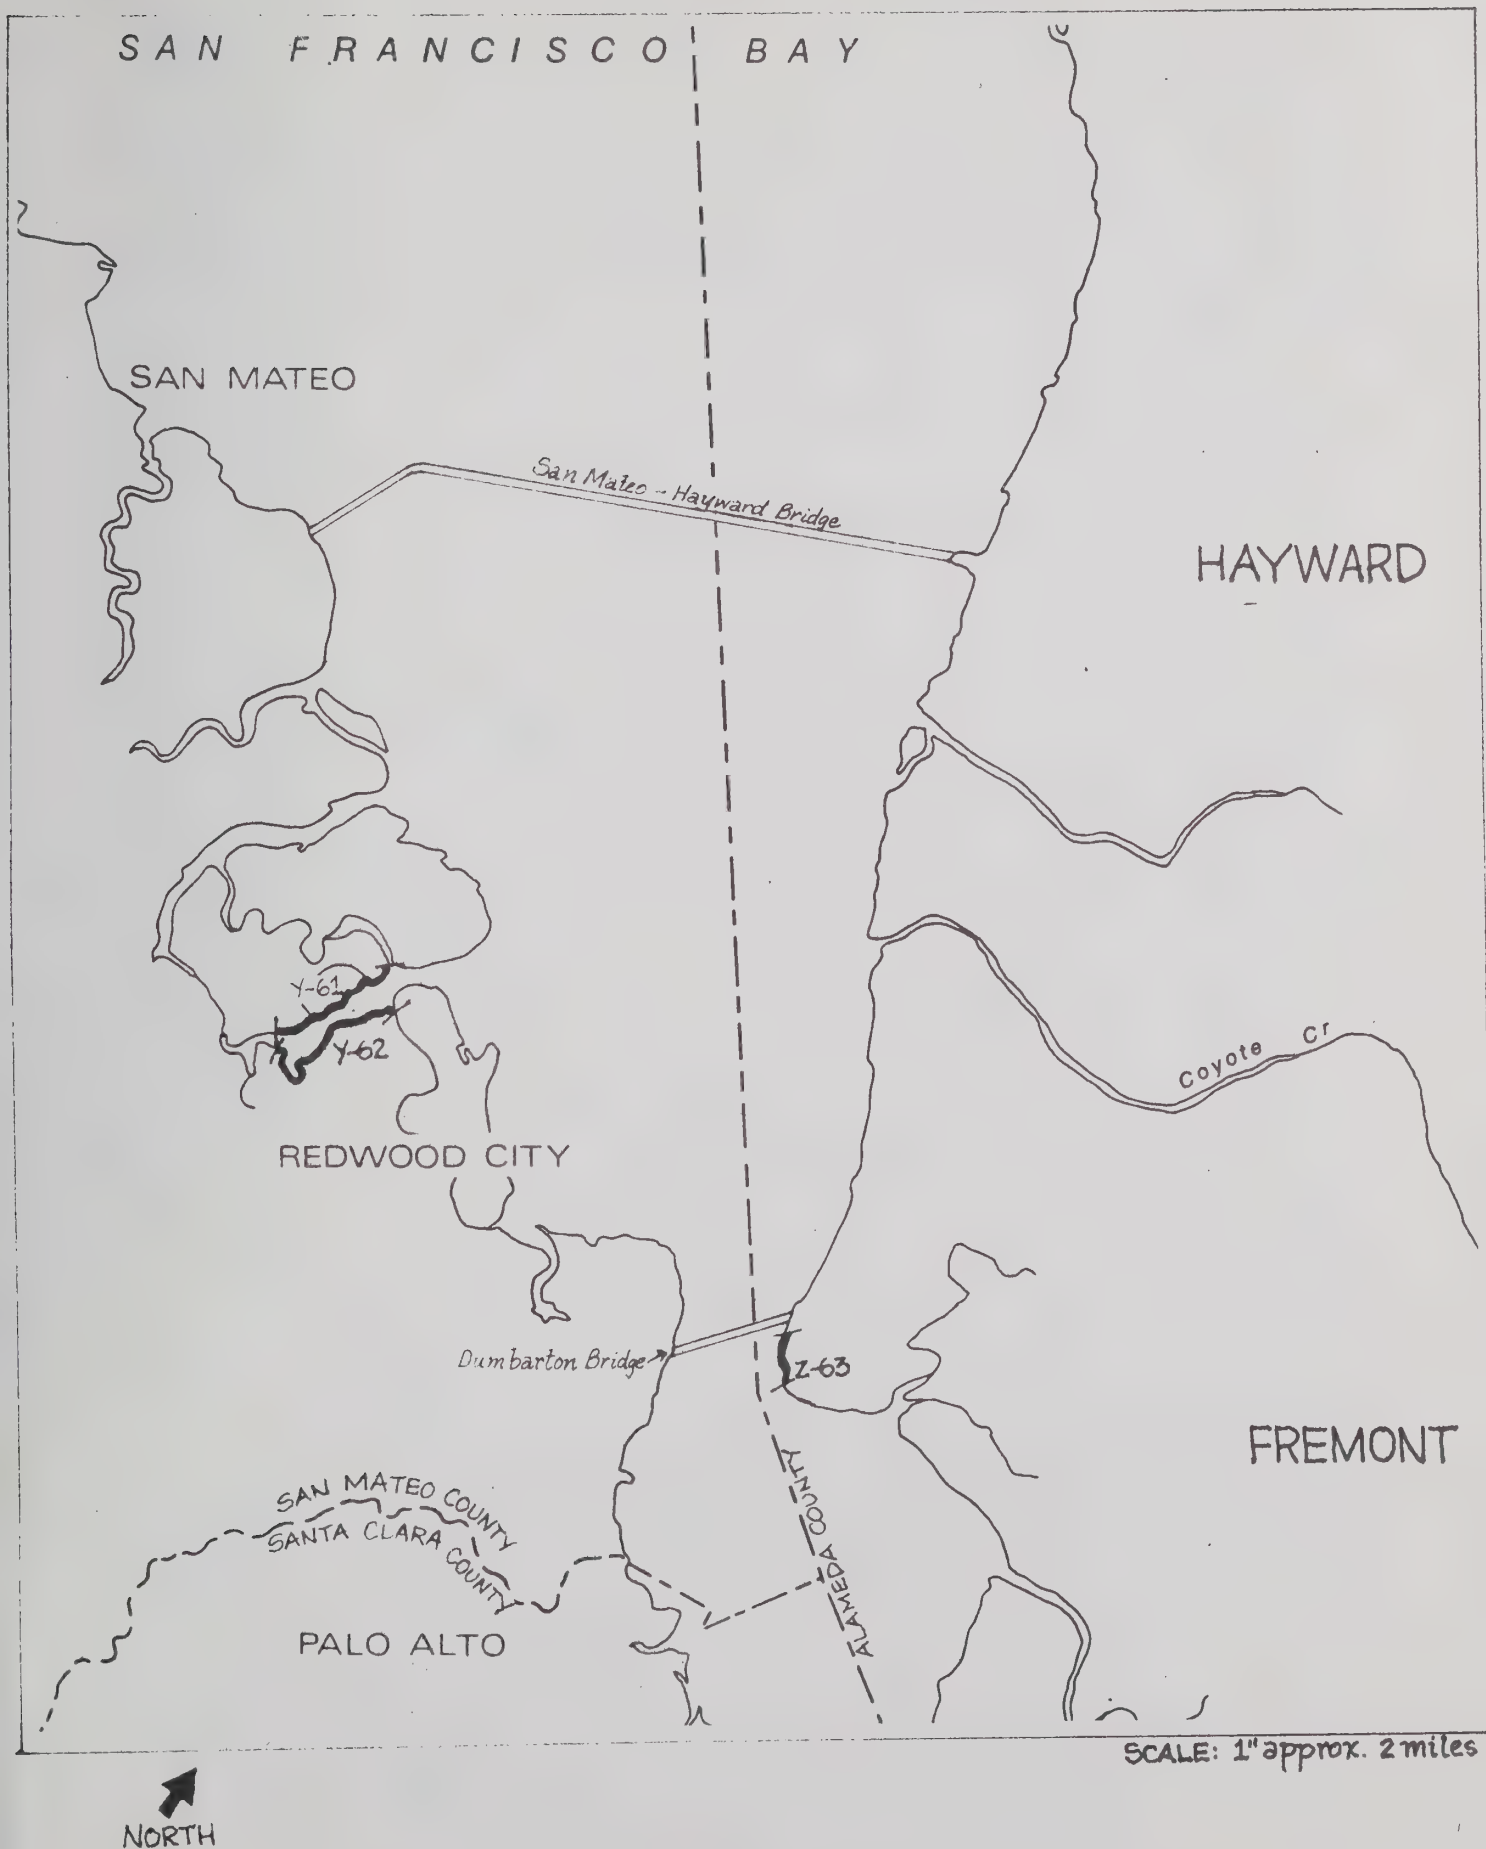 SAN FRANCISCO BAY
SAN MATEO
San Mateo - Hayward Bridge
HAYWARD
Y-61
Y-62
Coyote Cr
REDWOOD CITY
Dumbarton Bridge
Z-63
FREMONT
SAN MATEO COUNTY
SANTA CLARA COUNTY
ALAMEDA COUNTY
PALO ALTO
SCALE: 1" approx. 2 miles
NORTH